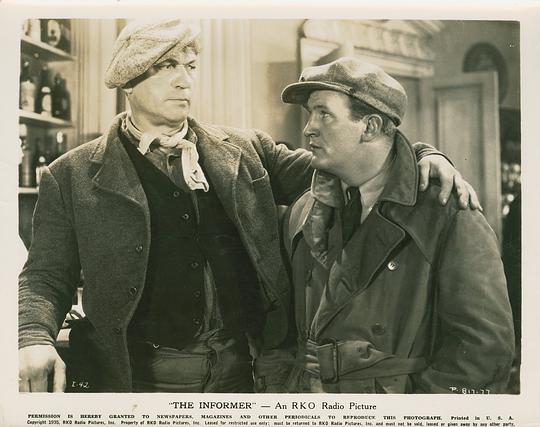 I-42
P-817-77
"THE INFORMER" — An RKO Radio Picture
PERMISSION IS HEREBY GRANTED TO NEWSPAPERS, MAGAZINES AND OTHER PERIODICALS TO REPRODUCE THIS PHOTOGRAPH. Printed in U. S. A.
Copyright 1935, RKO Radio Pictures, Inc. Property of RKO Radio Pictures, Inc. Leased for restricted use only; must be returned to RKO Radio Pictures, Inc. and must not be sold, leased or given away by any other party.